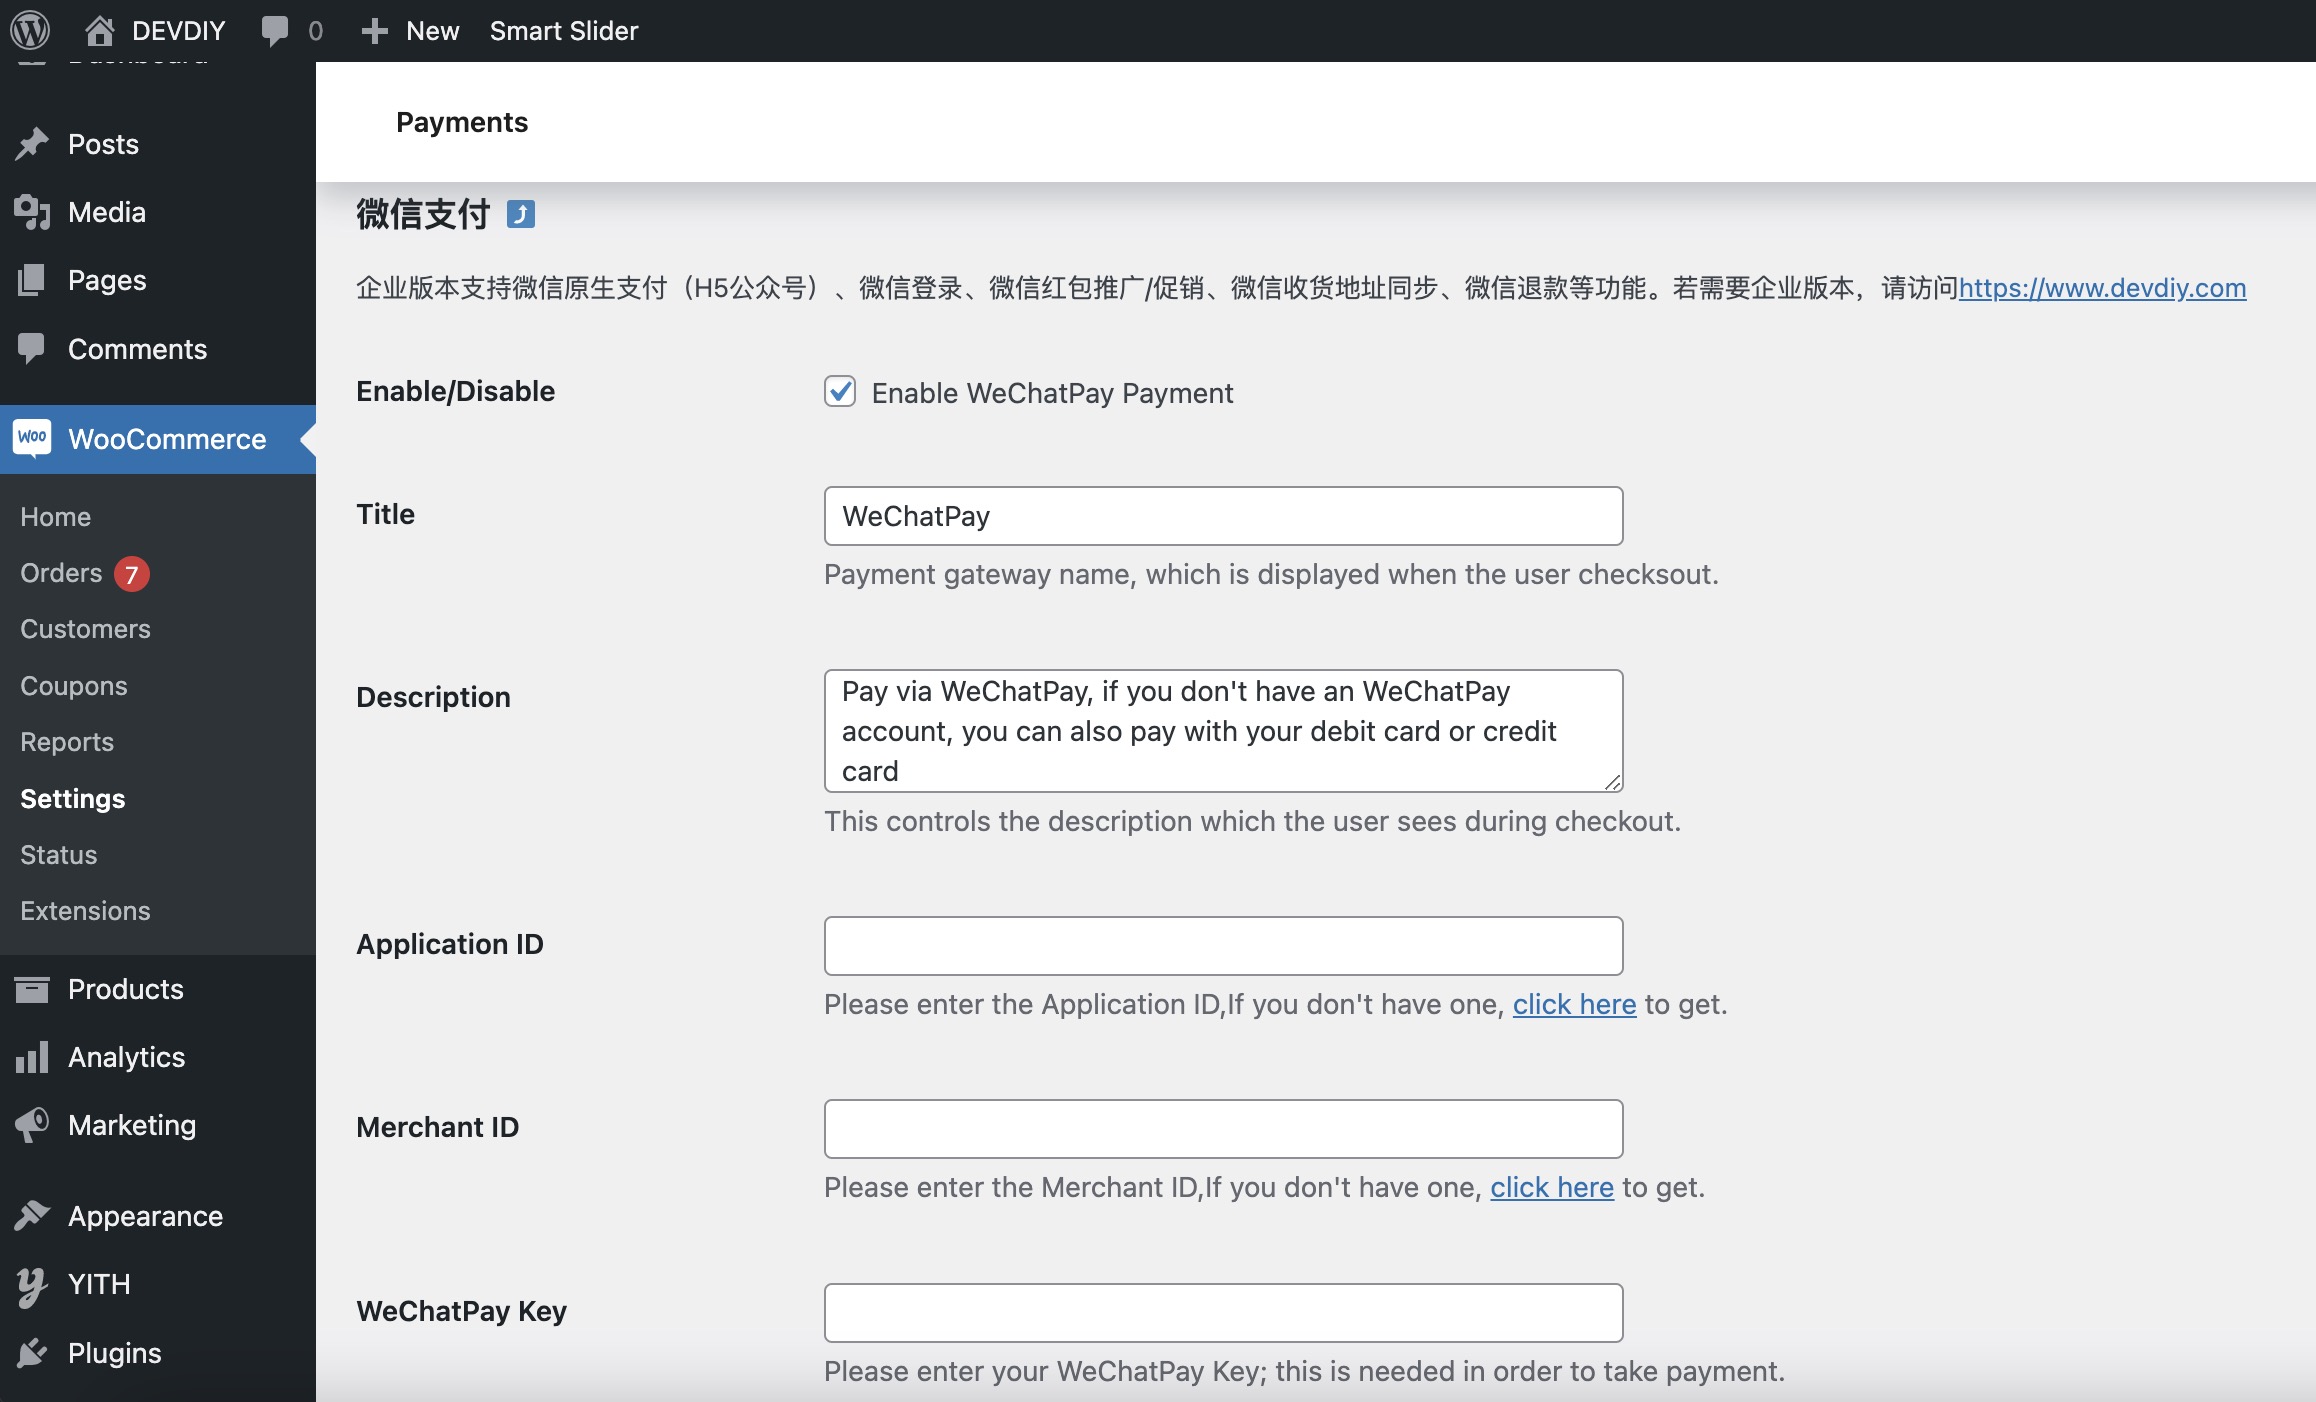 DEVDIY 0 New Smart Slider
Dashboard
Posts
Media
Pages
Comments
Woo WooCommerce
Home
Orders 7
Customers
Coupons
Reports
Settings
Status
Extensions
Products
Analytics
Marketing
Appearance
YITH
Plugins
Payments
微信支付 ⤴
企业版本支持微信原生支付（H5公众号）、微信登录、微信红包推广/促销、微信收货地址同步、微信退款等功能。若需要企业版本，请访问https://www.devdiy.com
Enable/Disable
Enable WeChatPay Payment
Title
WeChatPay
Payment gateway name, which is displayed when the user checksout.
Description
Pay via WeChatPay, if you don't have an WeChatPay
account, you can also pay with your debit card or credit
card
This controls the description which the user sees during checkout.
Application ID
Please enter the Application ID,If you don't have one, click here to get.
Merchant ID
Please enter the Merchant ID,If you don't have one, click here to get.
WeChatPay Key
Please enter your WeChatPay Key; this is needed in order to take payment.